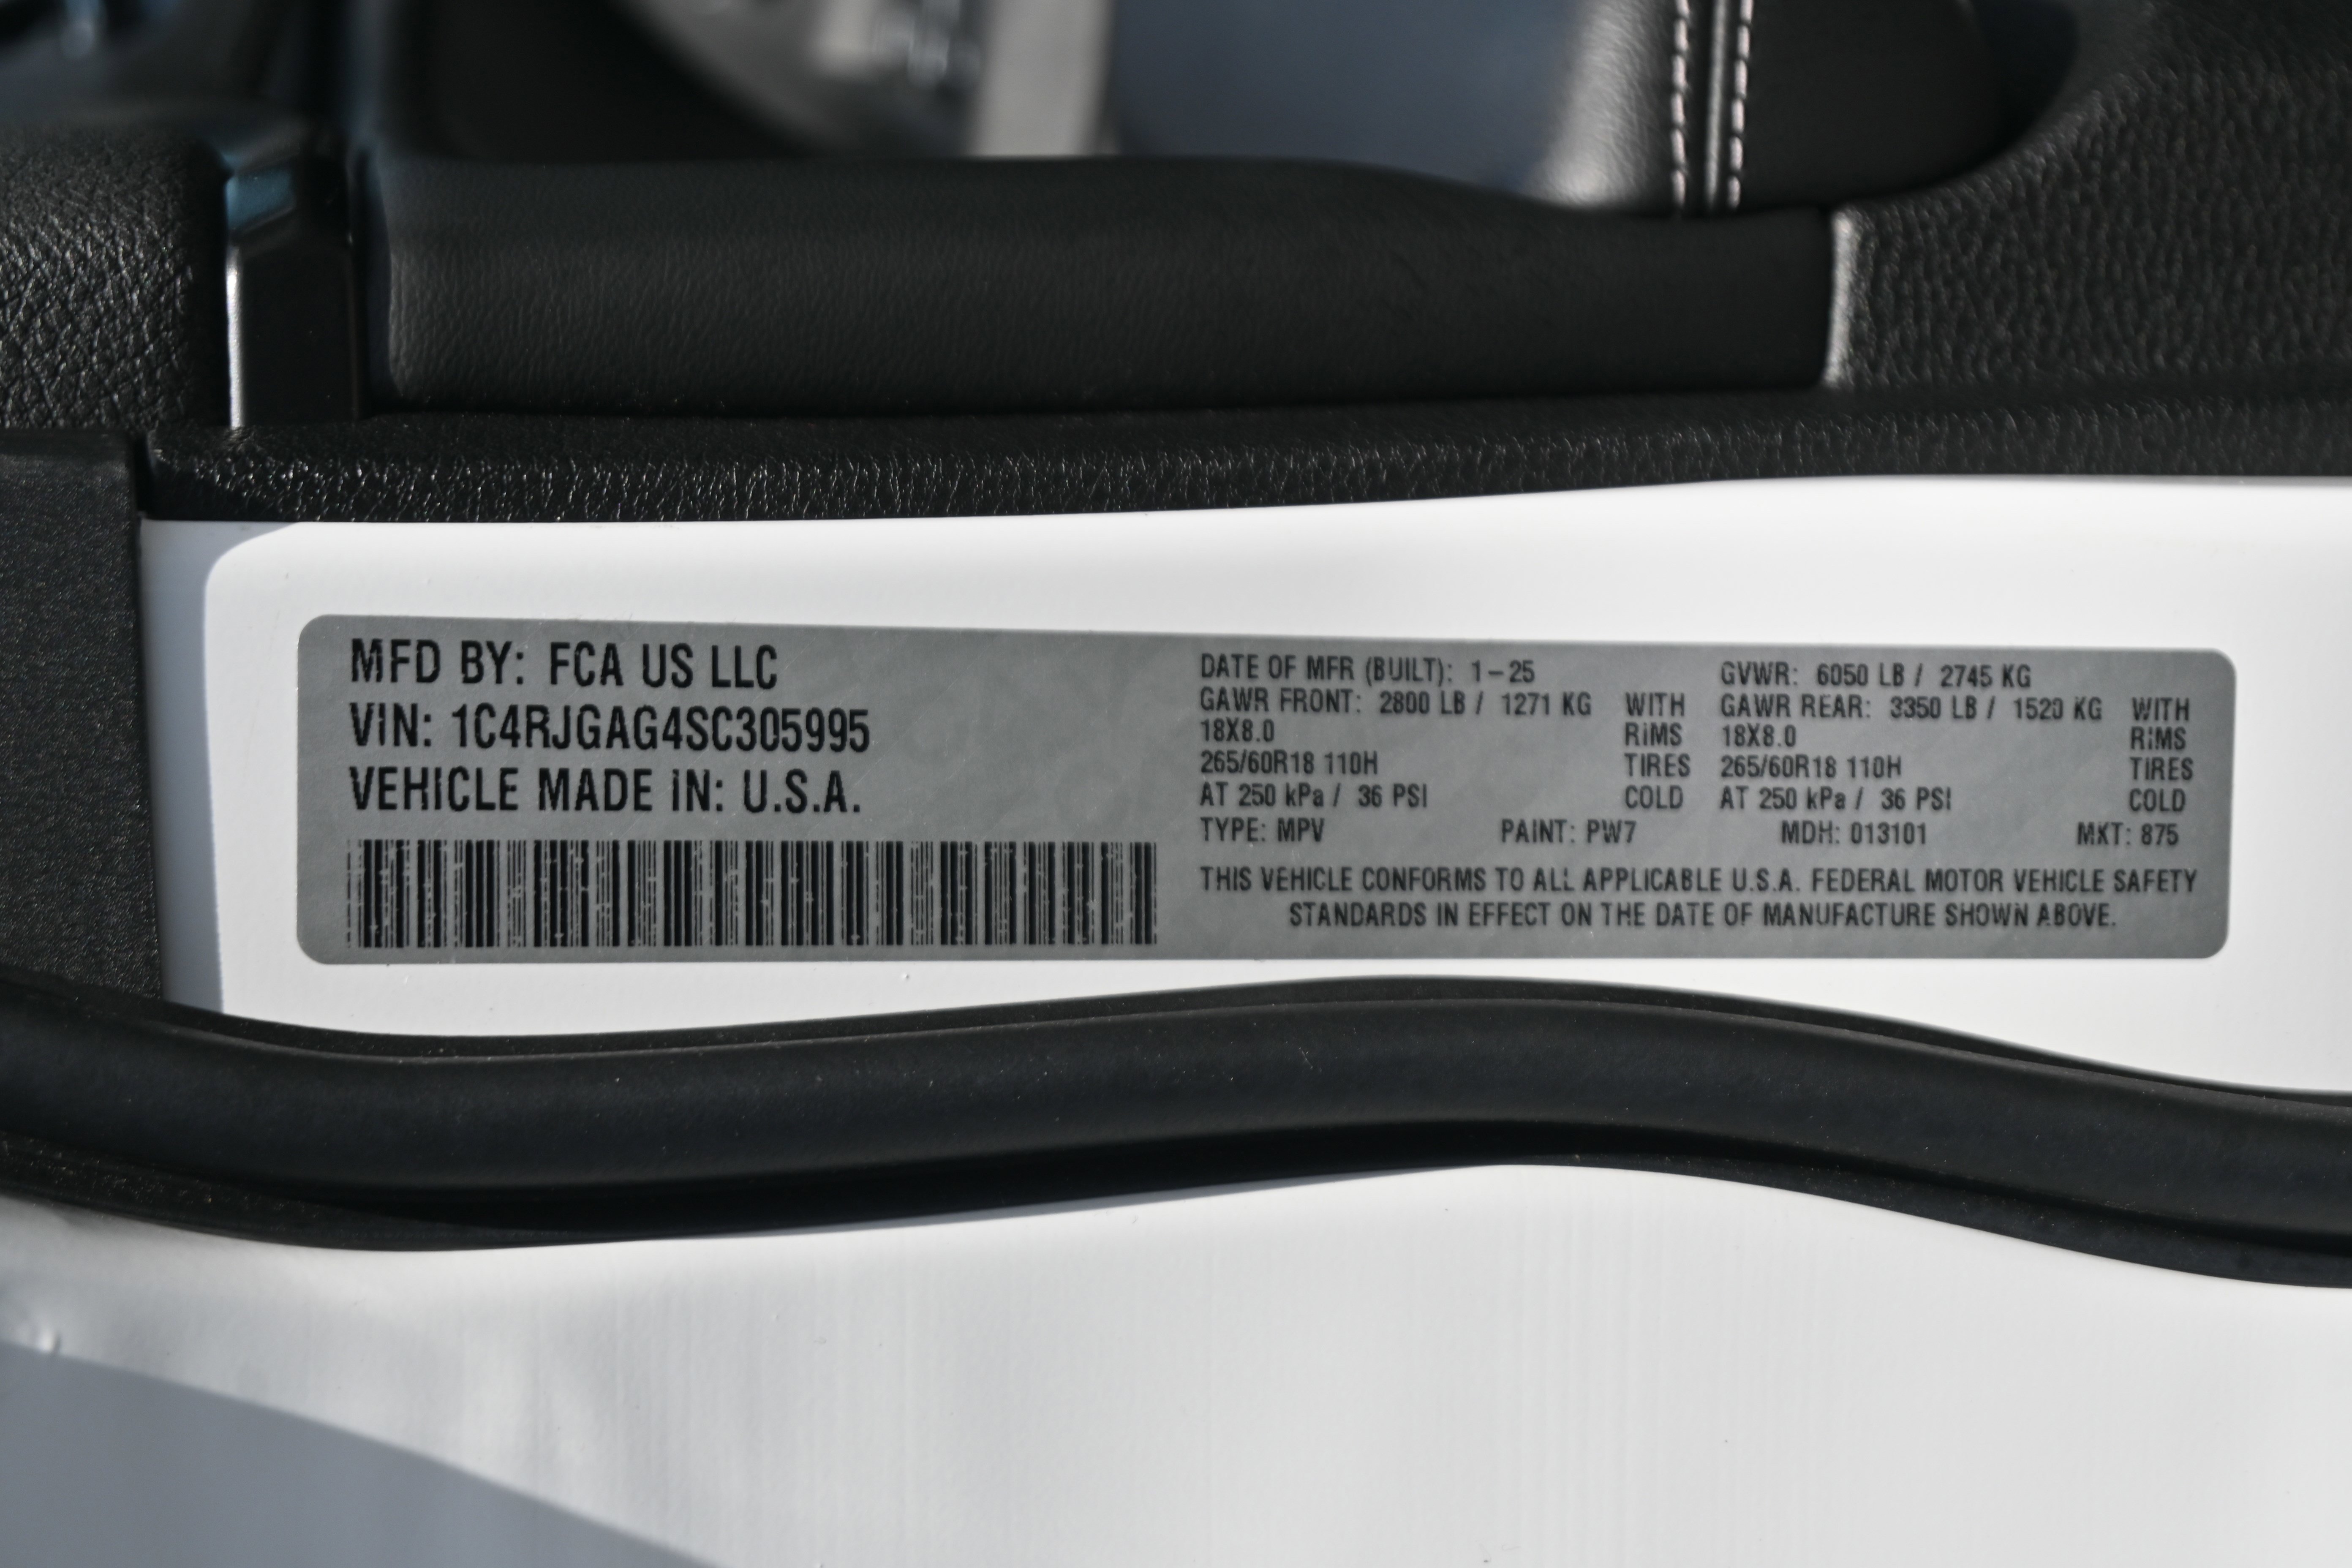 MFD BY: FCA US LLC
VIN: 1C4RJGAG4SC305995
VEHICLE MADE IN: U.S.A.
DATE OF MFR (BUILT): 1-25 GVWR: 6050 LB / 2745 KG
GAWR FRONT: 2800 LB / 1271 KG WITH GAWR REAR: 3350 LB / 1520 KG WITH
18X8.0 RIMS 18X8.0 RIMS
265/60R18 110H TIRES 265/60R18 110H TIRES
AT 250 kPa / 36 PSI COLD AT 250 kPa / 36 PSI COLD
TYPE: MPV PAINT: PW7 MDH: 013101 MKT: 875
THIS VEHICLE CONFORMS TO ALL APPLICABLE U.S.A. FEDERAL MOTOR VEHICLE SAFETY
STANDARDS IN EFFECT ON THE DATE OF MANUFACTURE SHOWN ABOVE.